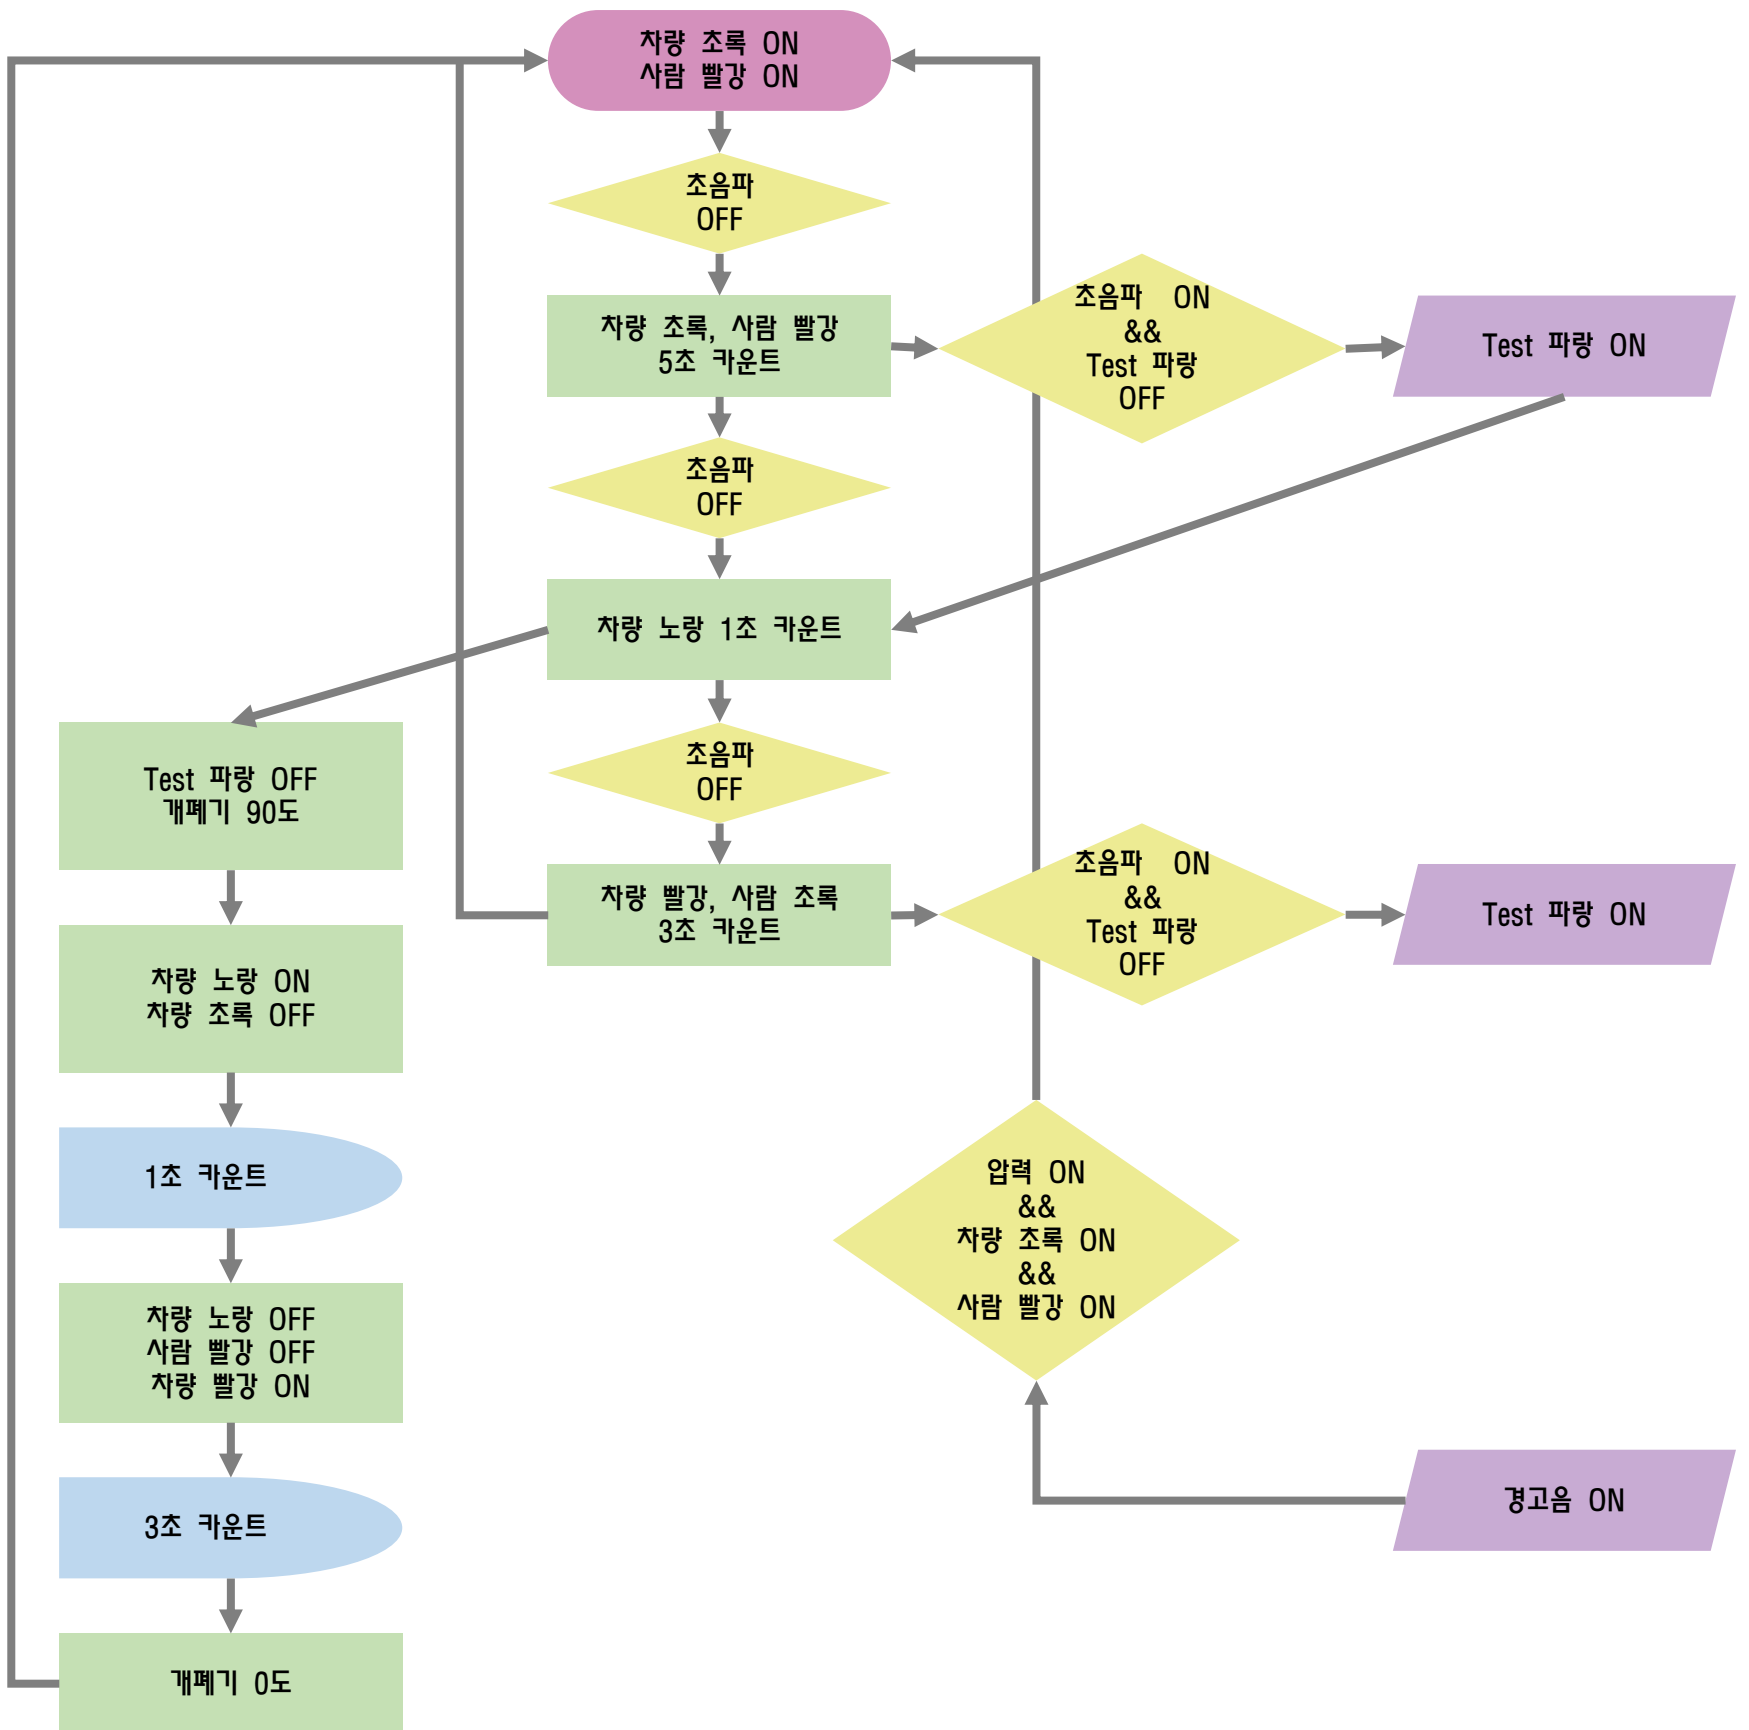 차량 초록 ON
사람 빨강 ON
초음파
OFF
차량 초록, 사람 빨강
5초 카운트
초음파 ON
&&
Test 파랑
OFF
Test 파랑 ON
초음파
OFF
차량 노랑 1초 카운트
초음파
OFF
차량 빨강, 사람 초록
3초 카운트
초음파 ON
&&
Test 파랑
OFF
Test 파랑 ON
Test 파랑 OFF
개폐기 90도
차량 노랑 ON
차량 초록 OFF
1초 카운트
차량 노랑 OFF
사람 빨강 OFF
차량 빨강 ON
3초 카운트
개폐기 0도
압력 ON
&&
차량 초록 ON
&&
사람 빨강 ON
경고음 ON